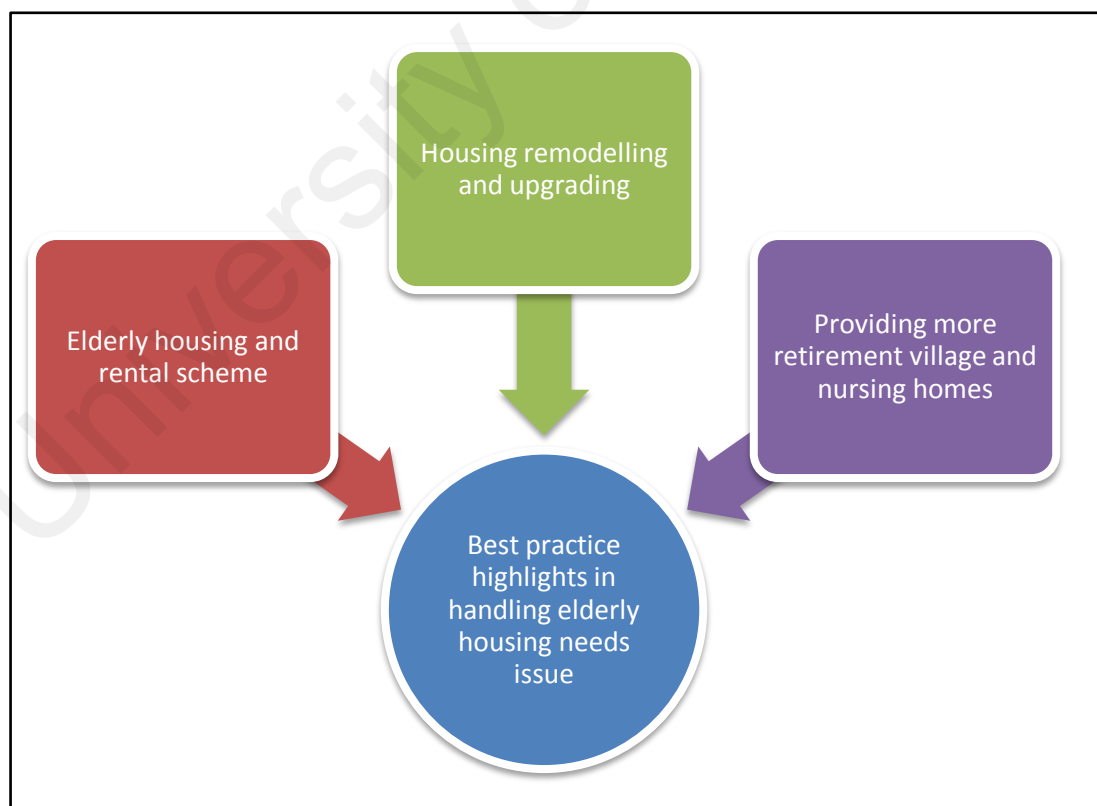 Housing remodelling
and upgrading
Elderly housing and
rental scheme
Providing more
retirement village and
nursing homes
Best practice
highlights in
handling elderly
housing needs
issue
University